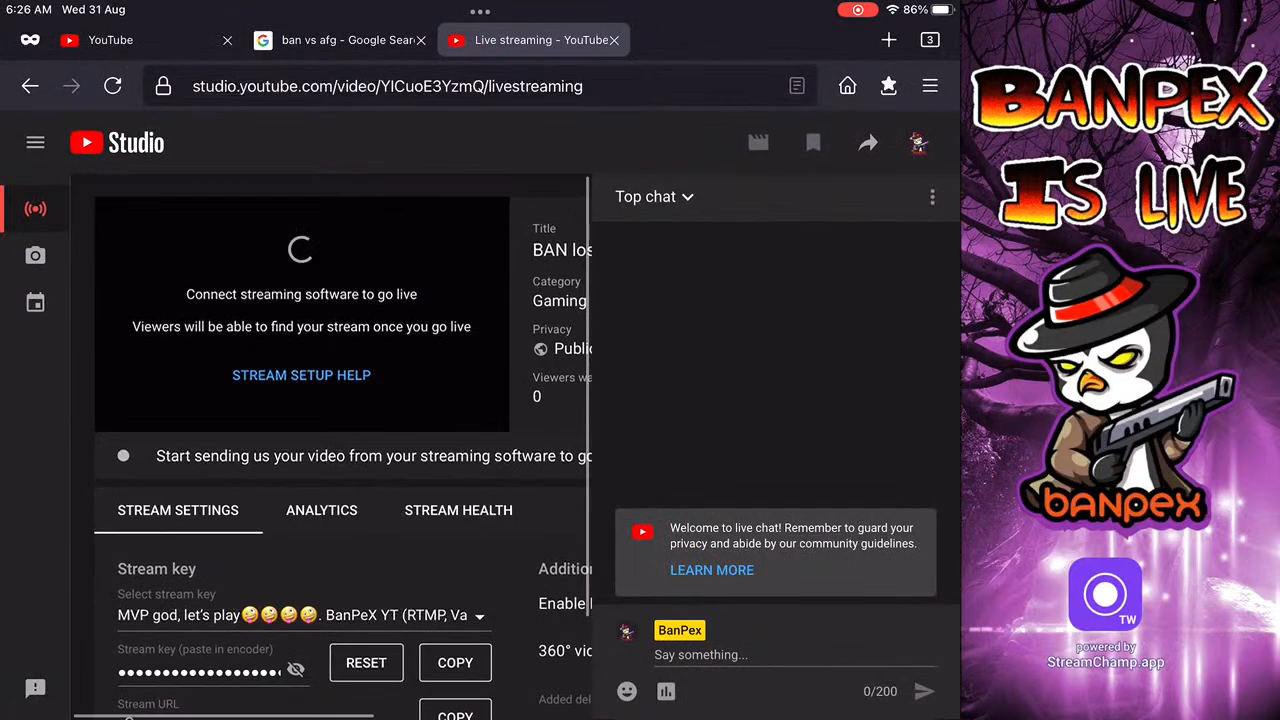 6:26 AM Wed 31 Aug
86%
YouTube
ban vs afg - Google Sear
Live streaming - YouTube
3
studio.youtube.com/video/YlCuoE3YzmQ/livestreaming
Studio
Connect streaming software to go live
Viewers will be able to find your stream once you go live
STREAM SETUP HELP
Title
BAN los
Category
Gaming
Privacy
Public
Viewers wa
0
Start sending us your video from your streaming software to go
STREAM SETTINGS
ANALYTICS
STREAM HEALTH
Stream key
Select stream key
MVP god, let's play🤪🤪🤪🤪. BanPeX YT (RTMP, Va
Stream key (paste in encoder)
RESET
COPY
Stream URL
COPY
Additio
Enable
360° vid
Added del
Top chat
Welcome to live chat! Remember to guard your
privacy and abide by our community guidelines.
LEARN MORE
BanPex
Say something...
0/200
BANPEX
IS LIVE
banpex
TW
powered by
StreamChamp.app